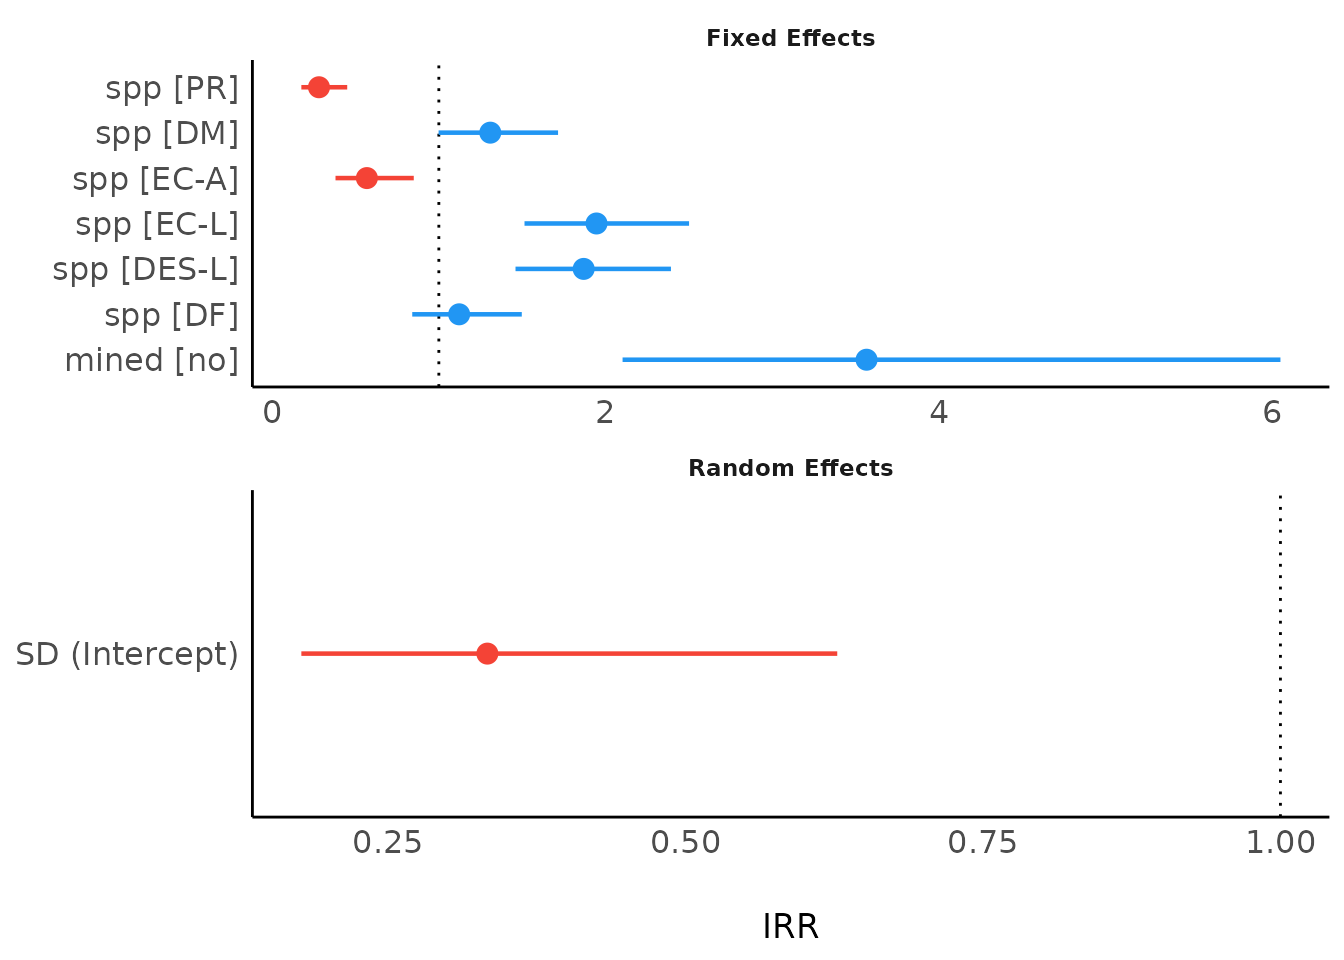 Fixed Effects
spp [PR]
spp [DM]
spp [EC-A]
spp [EC-L]
spp [DES-L]
spp [DF]
mined [no]
0 2 4 6
Random Effects
SD (Intercept)
0.25 0.50 0.75 1.00
IRR